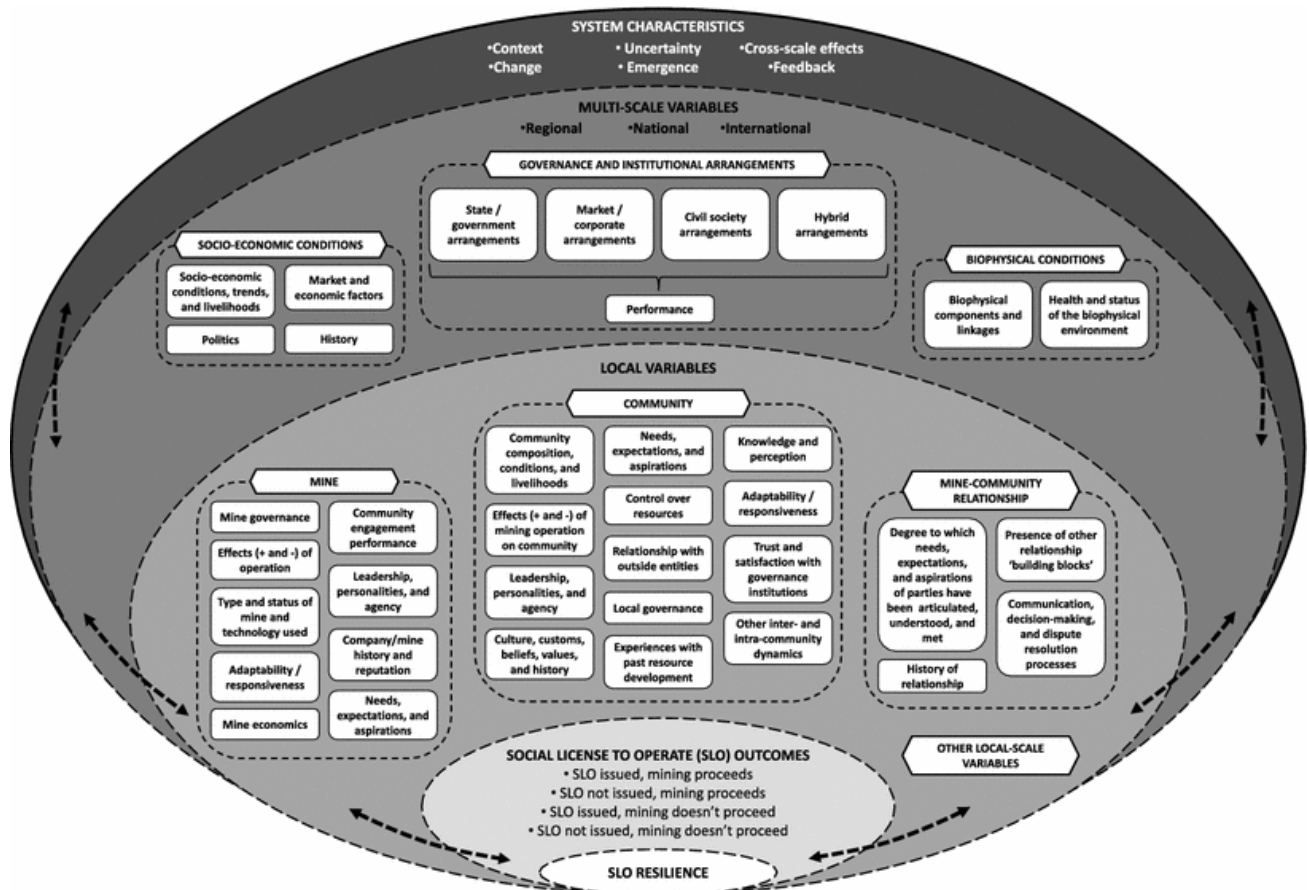 SYSTEM CHARACTERISTICS
•Context
• Uncertainty
•Cross-scale effects
•Change
• Emergence
•Feedback
MULTI-SCALE VARIABLES
•Regional
•National
•International
GOVERNANCE AND INSTITUTIONAL ARRANGEMENTS
State /
government
arrangements
Market /
corporate
arrangements
Civil society
arrangements
Hybrid
arrangements
Performance
SOCIO-ECONOMIC CONDITIONS
Socio-economic
conditions, trends,
and livelihoods
Market and
economic factors
Politics
History
BIOPHYSICAL CONDITIONS
Biophysical
components and
linkages
Health and status
of the biophysical
environment
LOCAL VARIABLES
COMMUNITY
Community
composition,
conditions, and
livelihoods
Effects (+ and -) of
mining operation
on community
Leadership,
personalities, and
agency
Culture, customs,
beliefs, values,
and history
Needs,
expectations, and
aspirations
Control over
resources
Relationship with
outside entities
Local governance
Experiences with
past resource
development
Knowledge and
perception
Adaptability /
responsiveness
Trust and
satisfaction with
governance
institutions
Other inter- and
intra-community
dynamics
MINE
Mine governance
Effects (+ and -) of
operation
Type and status of
mine and
technology used
Adaptability /
responsiveness
Mine economics
Community
engagement
performance
Leadership,
personalities, and
agency
Company/mine
history and
reputation
Needs,
expectations, and
aspirations
MINE-COMMUNITY
RELATIONSHIP
Degree to which
needs,
expectations,
and aspirations
of parties have
been articulated,
understood, and
met
History of
relationship
Presence of other
relationship
‘building blocks’
Communication,
decision-making,
and dispute
resolution
processes
OTHER LOCAL-SCALE
VARIABLES
SOCIAL LICENSE TO OPERATE (SLO) OUTCOMES
• SLO issued, mining proceeds
• SLO not issued, mining proceeds
• SLO issued, mining doesn’t proceed
• SLO not issued, mining doesn’t proceed
SLO RESILIENCE